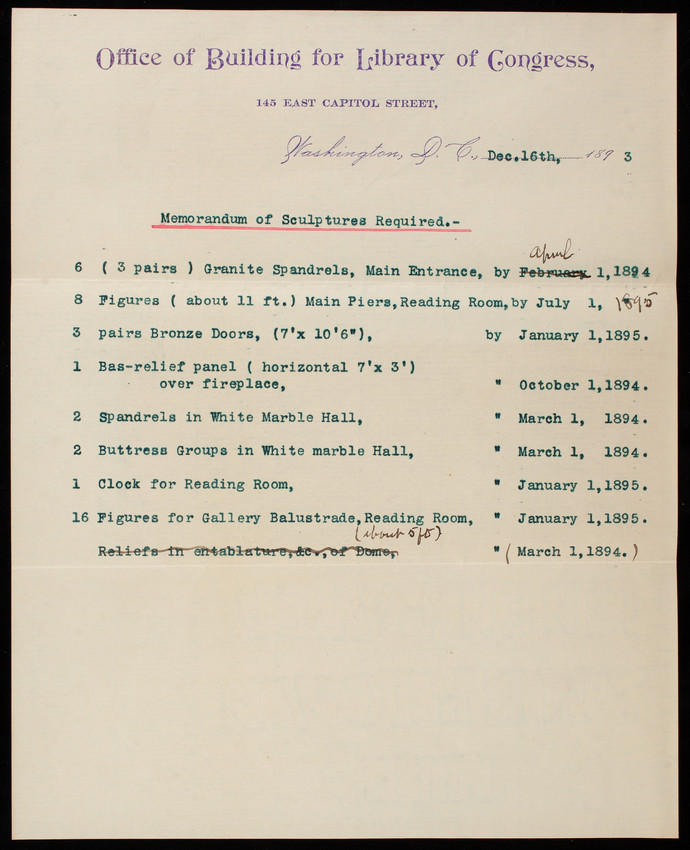 Office of Building for Library of Congress,
145 EAST CAPITOL STREET,
Washington, D. C., Dec.16th, 1893
Memorandum of Sculptures Required.-
April
6 ( 3 pairs ) Granite Spandrels, Main Entrance, by February 1,1894
8 Figures ( about 11 ft.) Main Piers,Reading Room,by July 1, 1895
3 pairs Bronze Doors, (7'x 10'6"), by January 1,1895.
1 Bas-relief panel ( horizontal 7'x 3')
over fireplace, " October 1,1894.
2 Spandrels in White Marble Hall, " March 1, 1894.
2 Buttress Groups in White marble Hall, " March 1, 1894.
1 Clock for Reading Room, " January 1,1895.
16 Figures for Gallery Balustrade,Reading Room, " January 1,1895.
(about
Reliefs in entablature,&c.,of Dome, " (March 1,1894.)